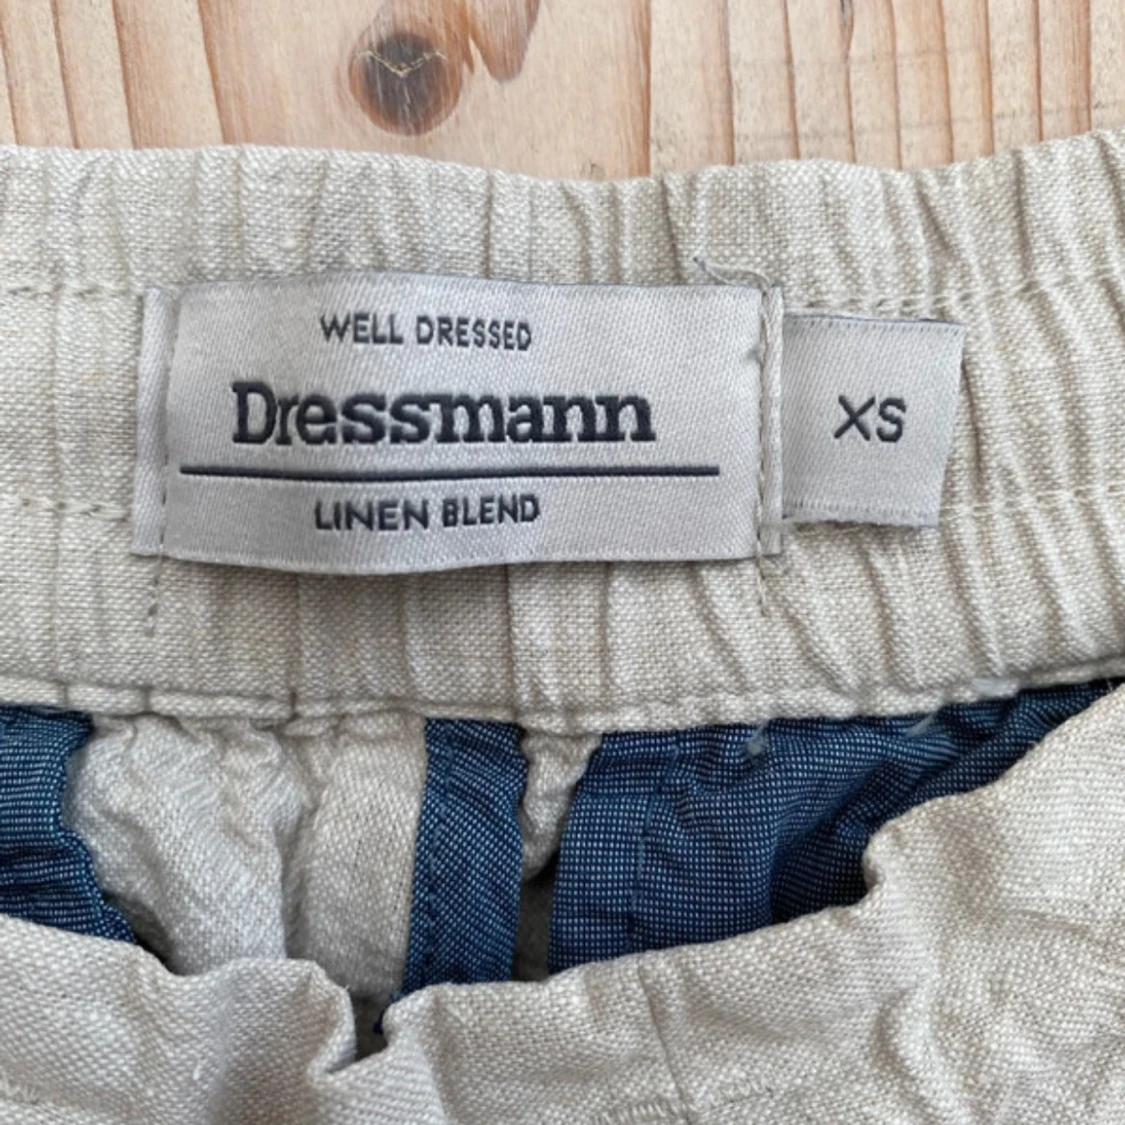 WELL DRESSED
Dressmann
LINEN BLEND
XS